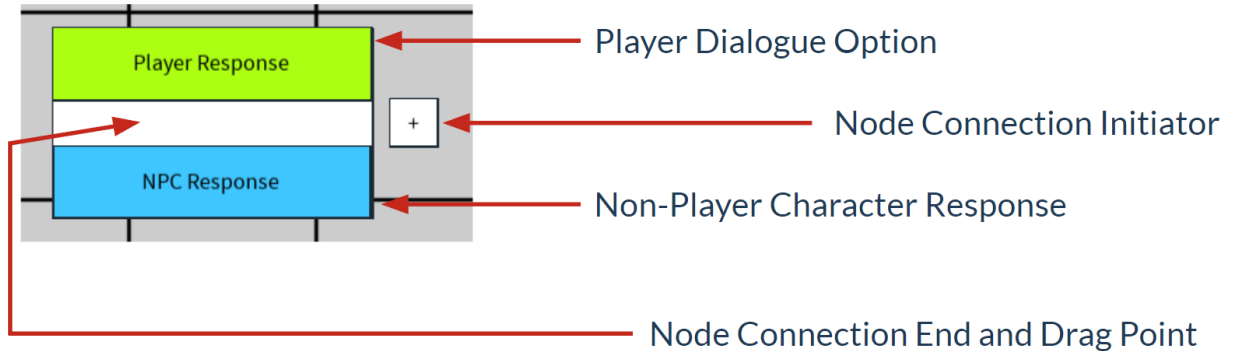 Player Response
Player Dialogue Option
+
Node Connection Initiator
NPC Response
Non-Player Character Response
Node Connection End and Drag Point